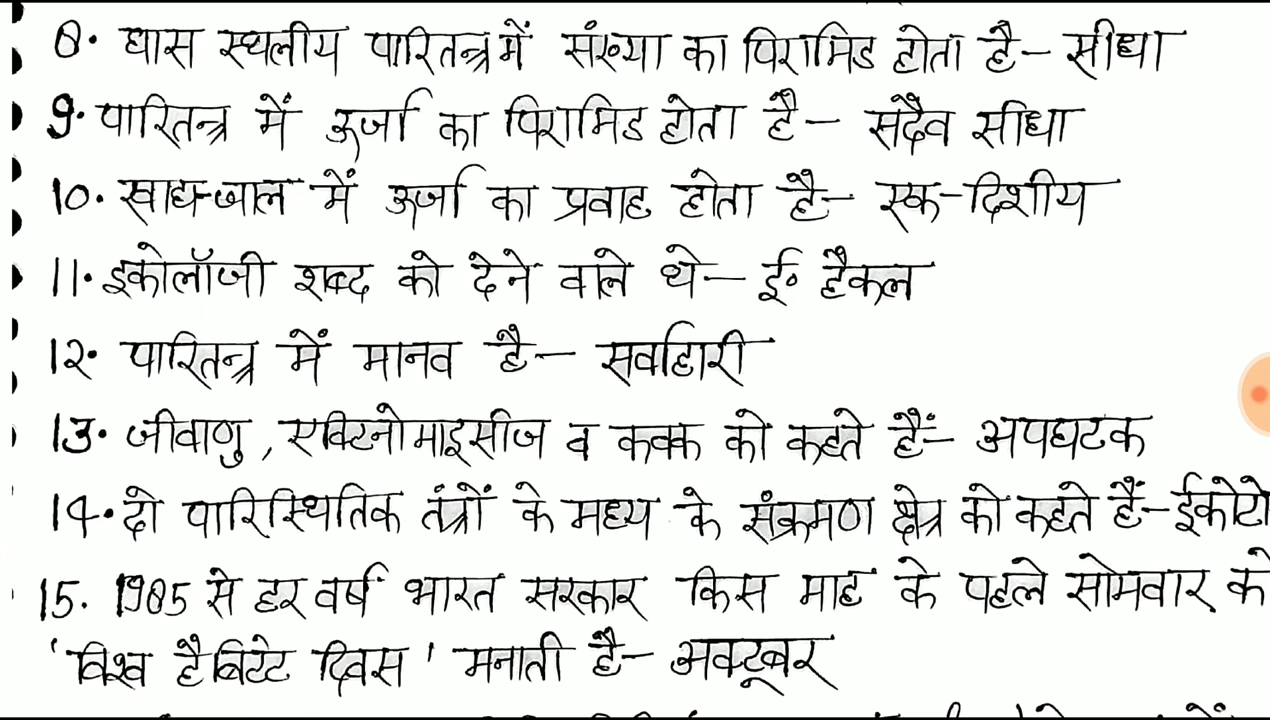 8. घास स्थलीय पारितन्त्र में संख्या का पिरामिड होता है- सीधा
9. पारितन्त्र में ऊर्जा का पिरामिड होता है- सदैव सीधा
10. खाद्य-जाल में ऊर्जा का प्रवाह होता है- एक-दिशीय
11. इकोलॉजी शब्द को देने वाले थे- ई॰ हैकल
12. पारितन्त्र में मानव है- सर्वाहारी
13. जीवाणु, एक्टिनोमाइसीज व कवक को कहते हैं- अपघटक
14. दो पारिस्थितिक तंत्रों के मध्य के संक्रमण क्षेत्र को कहते हैं- ईकोटो
15. 1985 से हर वर्ष भारत सरकार किस माह के पहले सोमवार को
'विश्व हैबिटेट दिवस' मनाती है- अक्टूबर